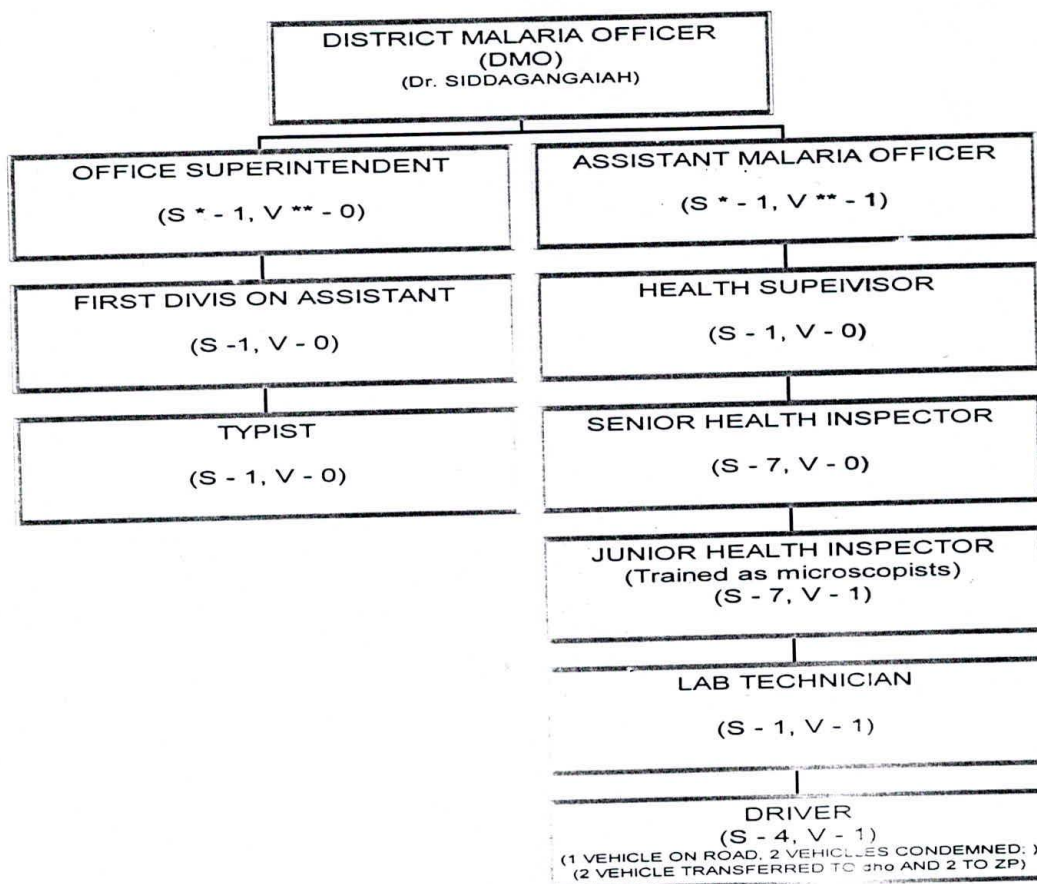 DISTRICT MALARIA OFFICER
(DMO)
(Dr. SIDDAGANGAIAH)
OFFICE SUPERINTENDENT
(S * - 1, V ** - 0)
FIRST DIVIS ON ASSISTANT
(S -1, V - 0)
TYPIST
(S - 1, V - 0)
ASSISTANT MALARIA OFFICER
(S * - 1, V ** - 1)
HEALTH SUPEIVISOR
(S - 1, V - 0)
SENIOR HEALTH INSPECTOR
(S - 7, V - 0)
JUNIOR HEALTH INSPECTOR
(Trained as microscopists)
(S - 7, V - 1)
LAB TECHNICIAN
(S - 1, V - 1)
DRIVER
(S - 4, V - 1)
(1 VEHICLE ON ROAD, 2 VEHICLES CONDEMNED; )
(2 VEHICLE TRANSFERRED TO dho AND 2 TO ZP)